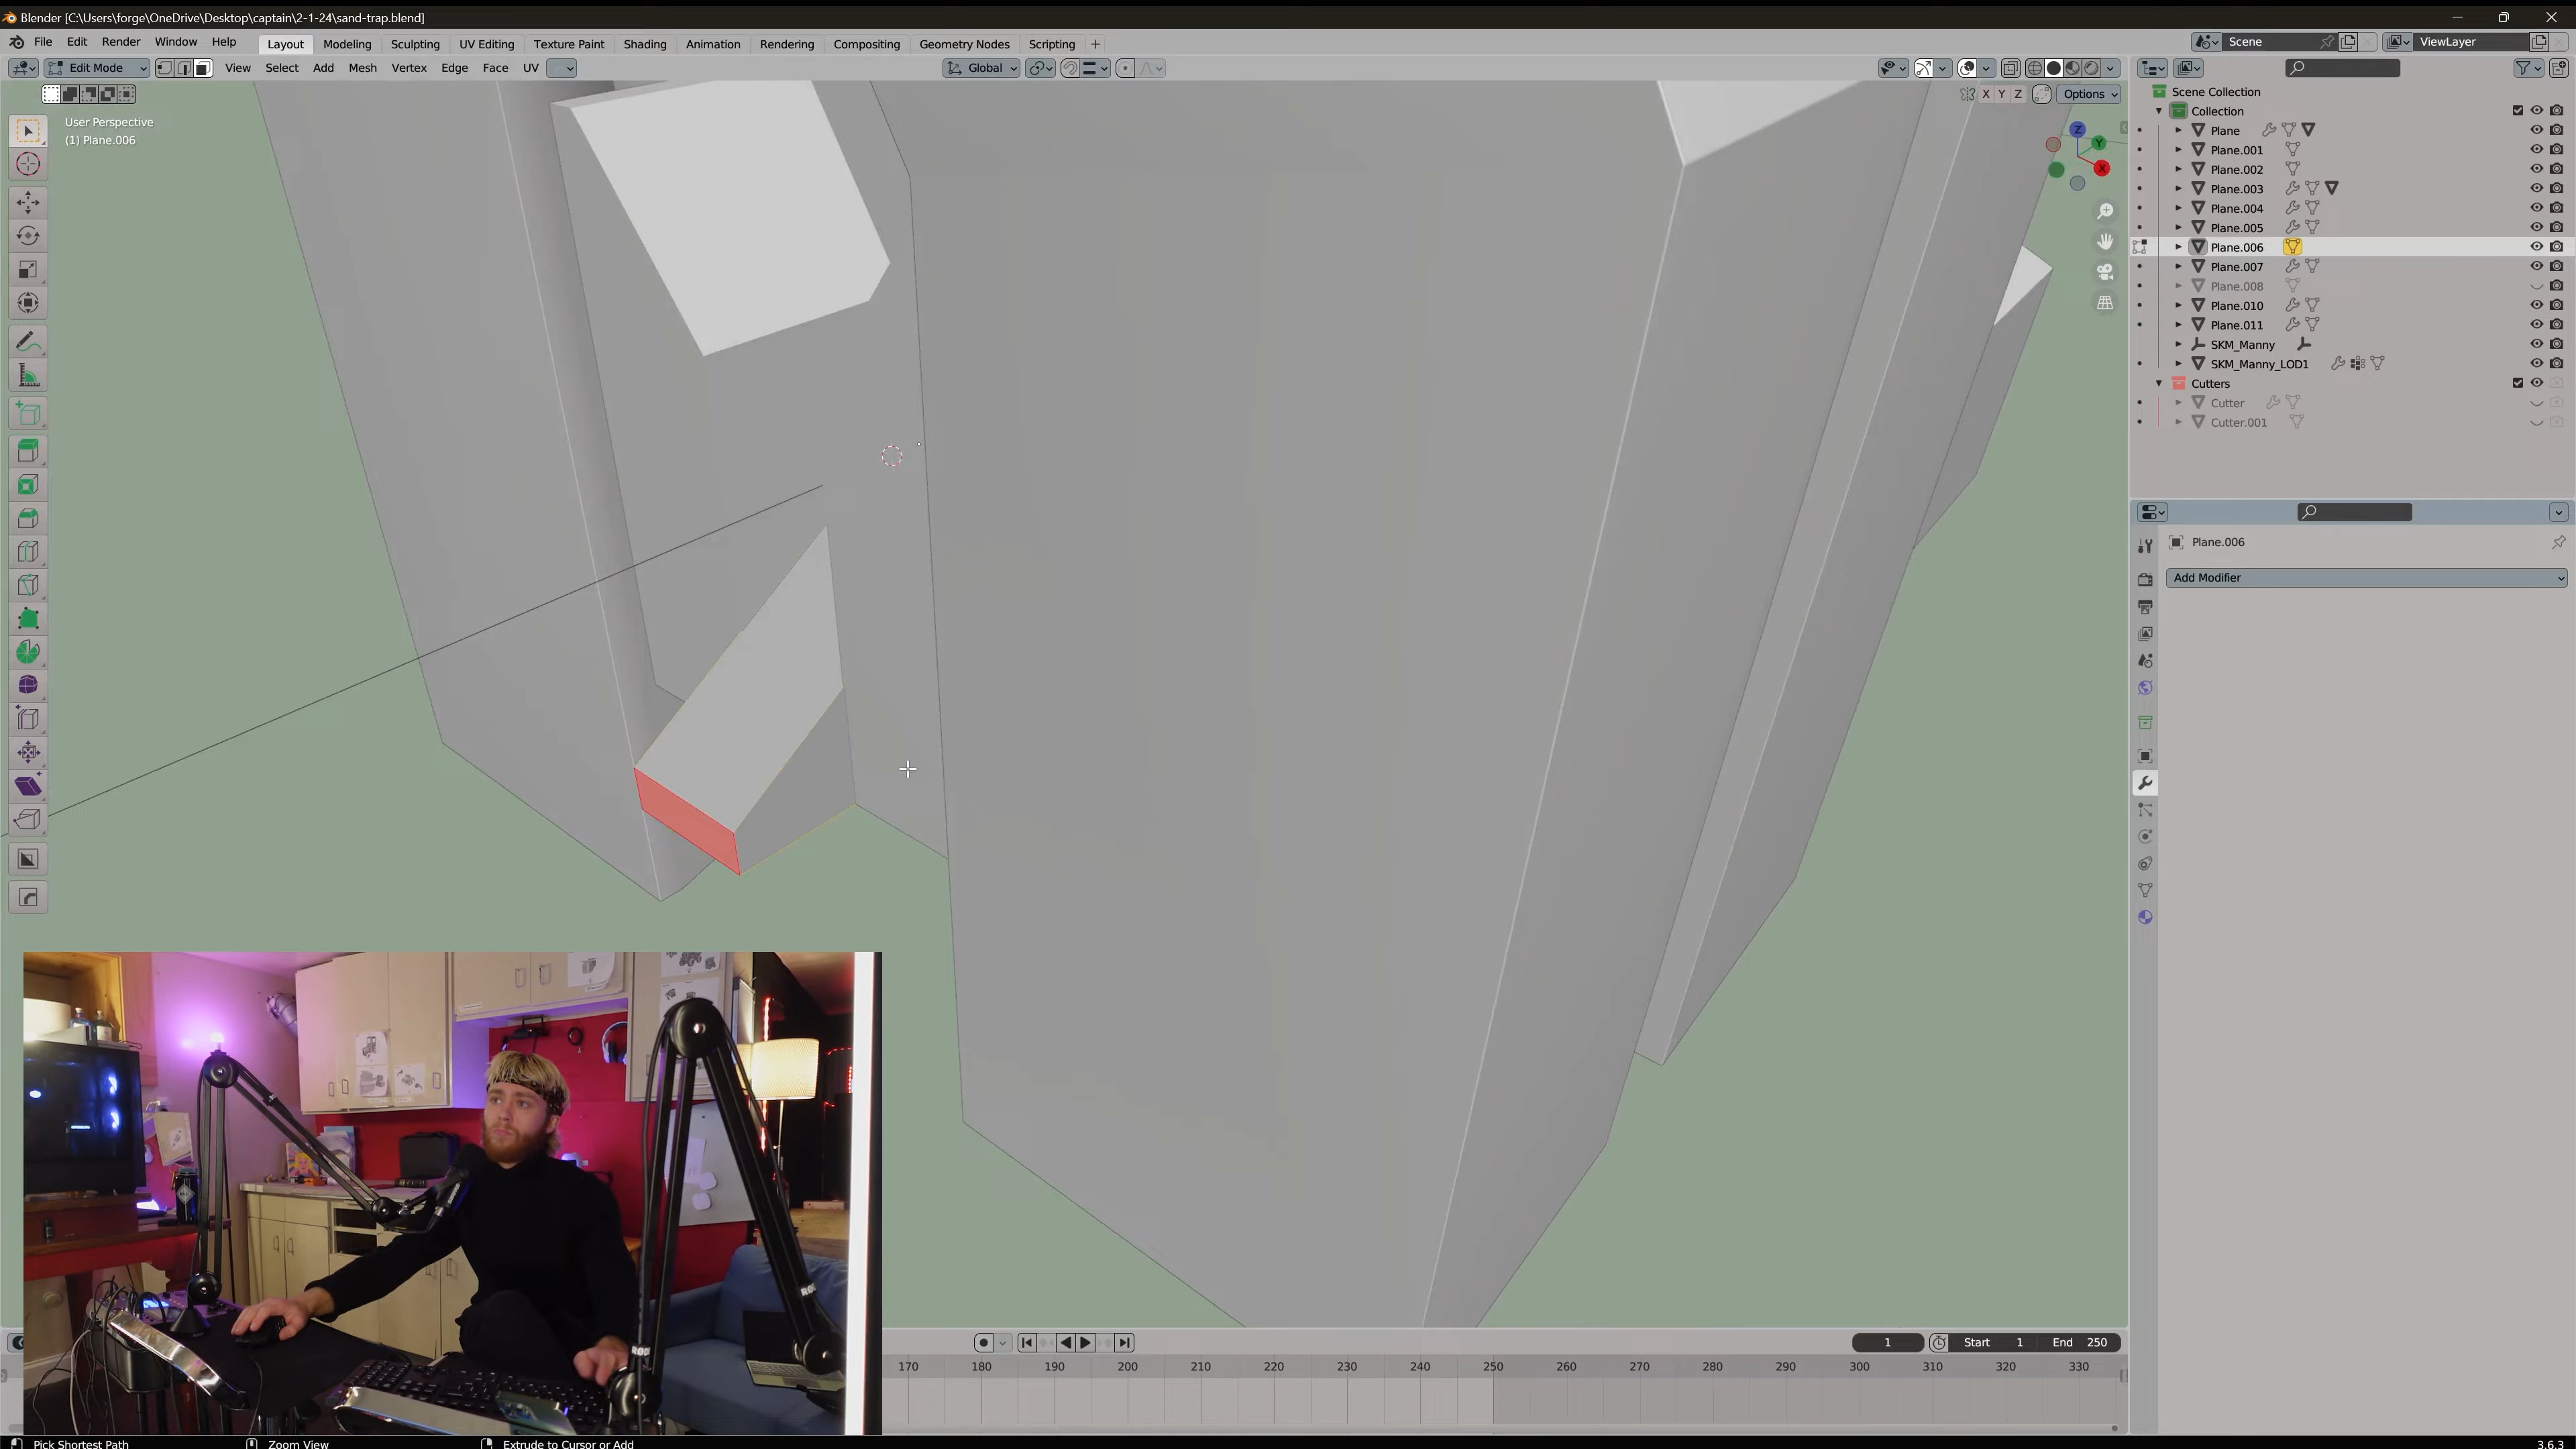 Blender [C:\Users\forge\OneDrive\Desktop\captain\2-1-24\sand-trap.blend]
File Edit Render Window Help Layout Modeling Sculpting UV Editing Texture Paint Shading Animation Rendering Compositing Geometry Nodes Scripting + Scene ViewLayer
Edit Mode View Select Add Mesh Vertex Edge Face UV Global
X Y Z Options
User Perspective
(1) Plane.006
Z
Y
X
Scene Collection
Collection
Plane
Plane.001
Plane.002
Plane.003
Plane.004
Plane.005
Plane.006
Plane.007
Plane.008
Plane.010
Plane.011
SKM_Manny
SKM_Manny_LOD1
Cutters
Cutter
Cutter.001
Plane.006
Add Modifier
RODE
1 Start 1 End 250
170 180 190 200 210 220 230 240 250 260 270 280 290 300 310 320 330
Pick Shortest Path Zoom View Extrude to Cursor or Add 3.6.3